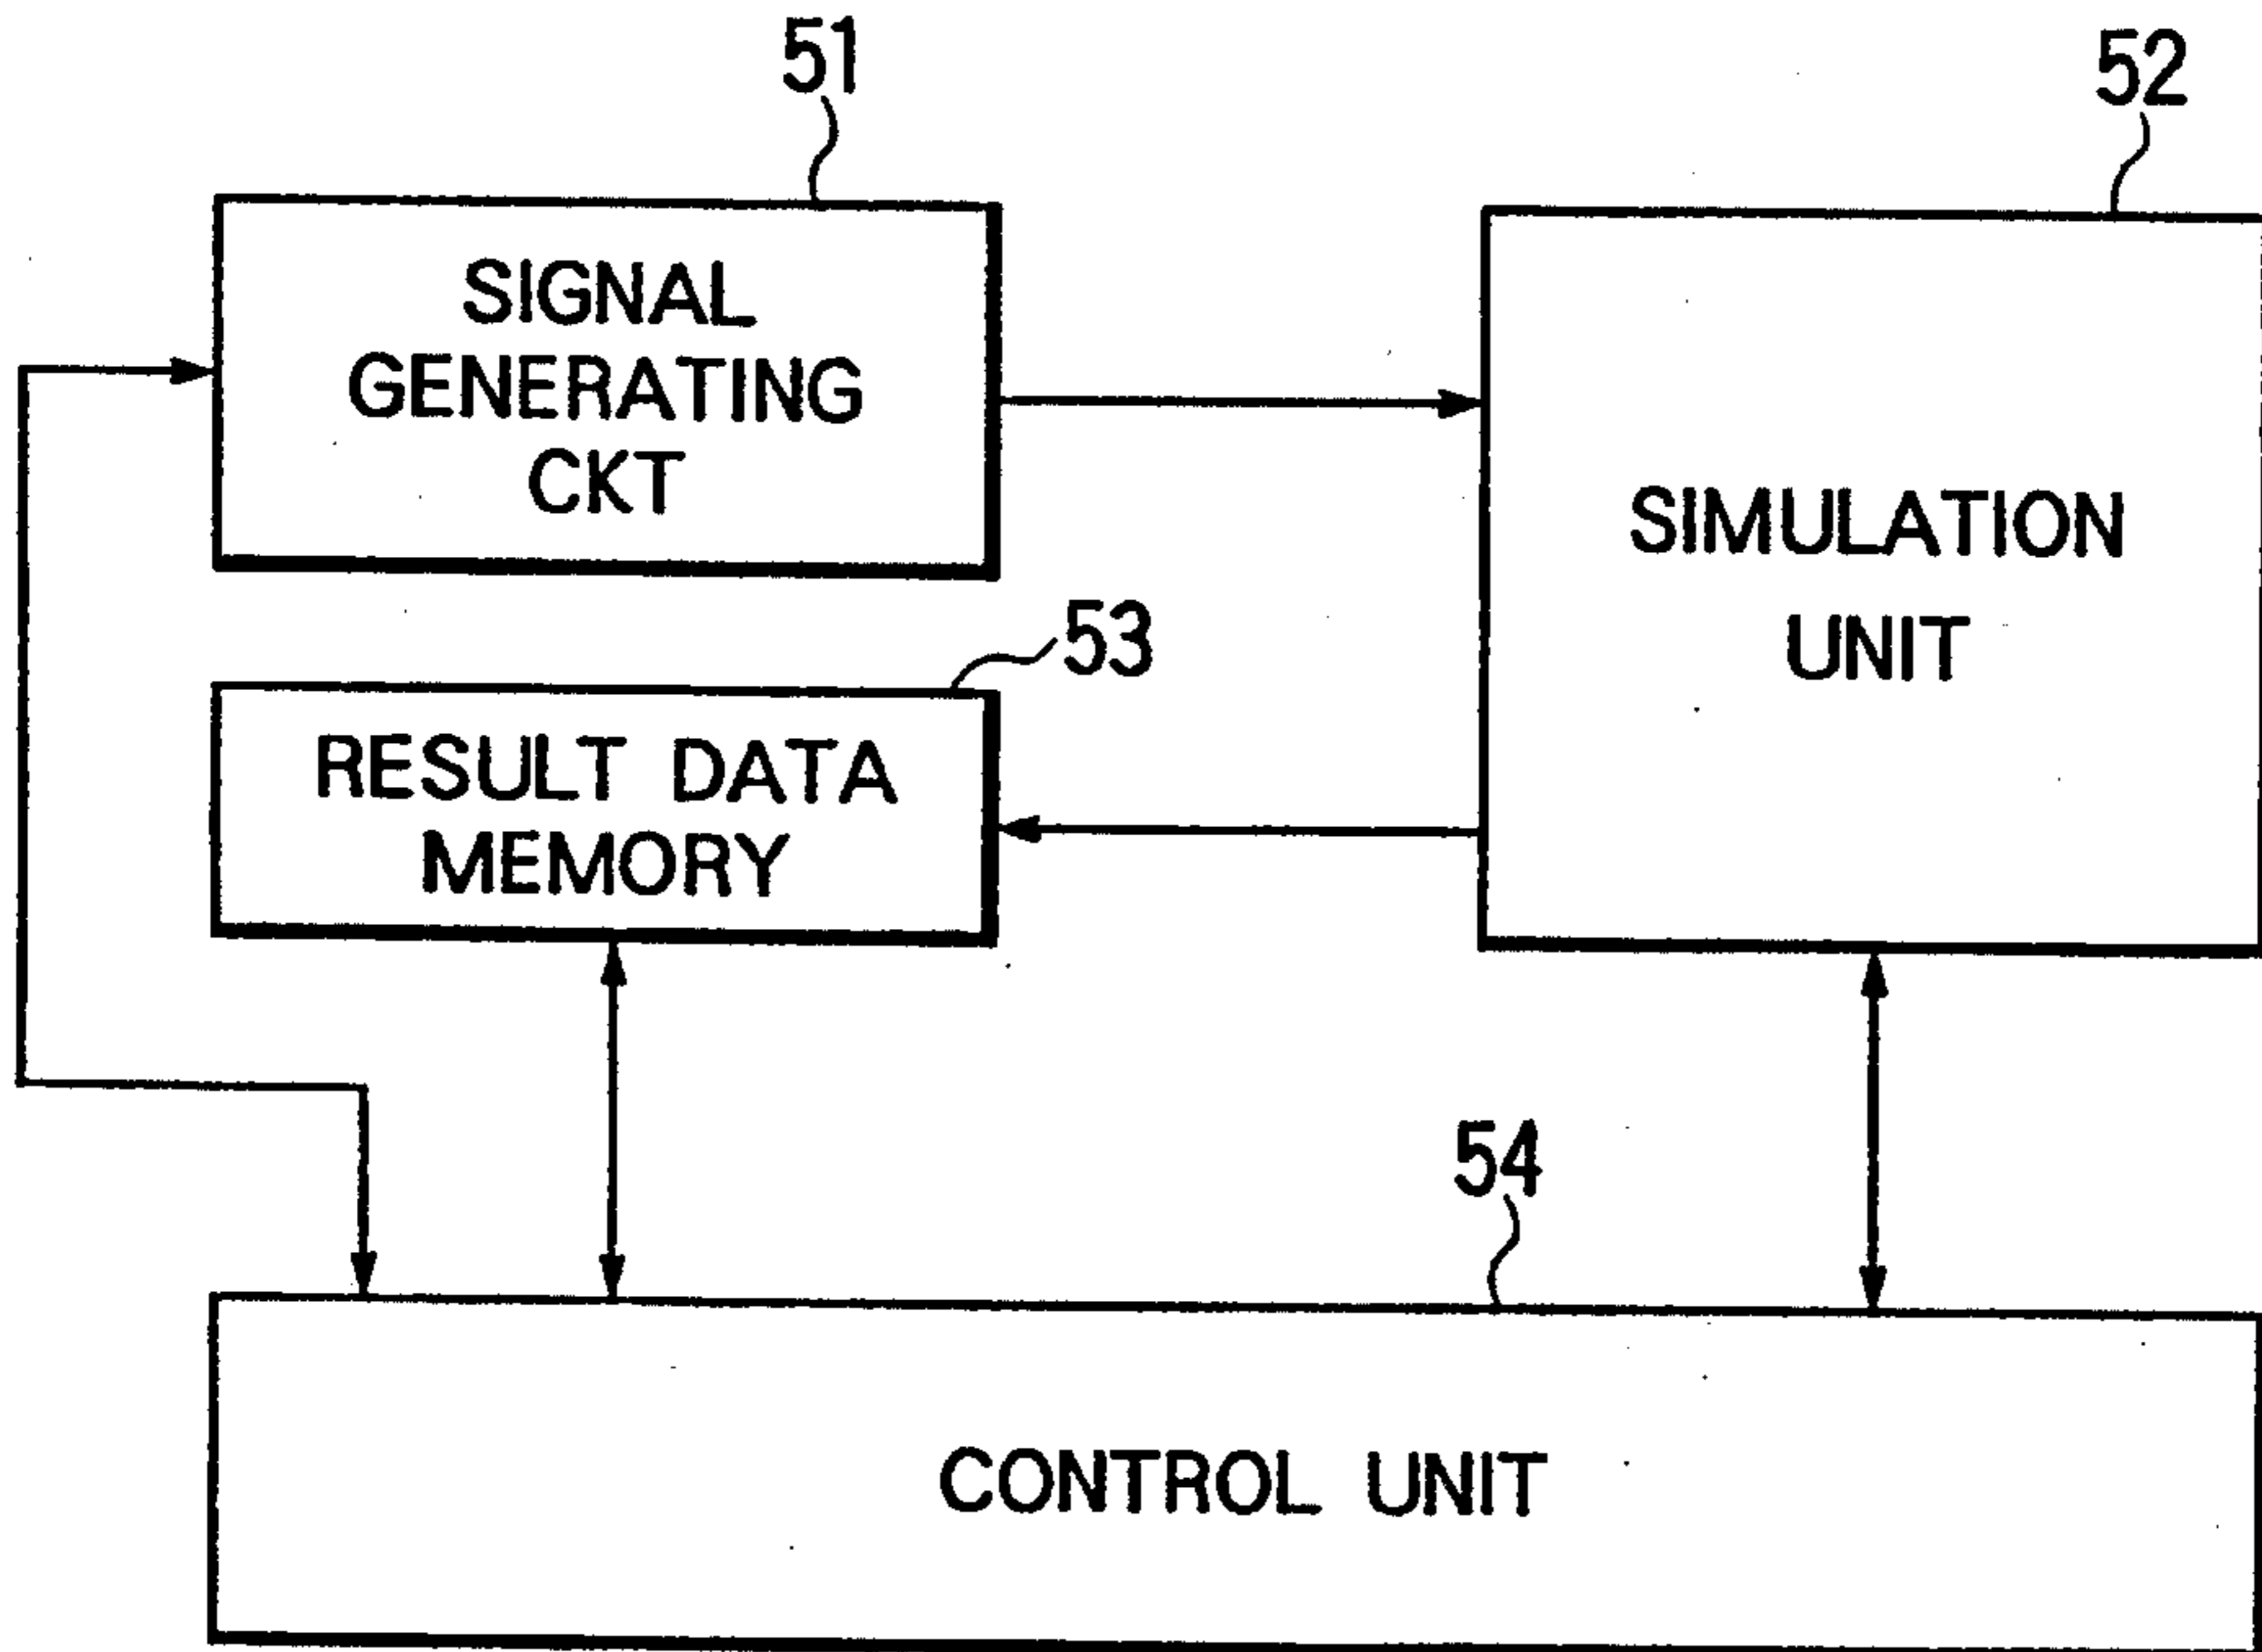 51
52
SIGNAL
GENERATING
CKT
SIMULATION
UNIT
53
RESULT DATA
MEMORY
54
CONTROL UNIT